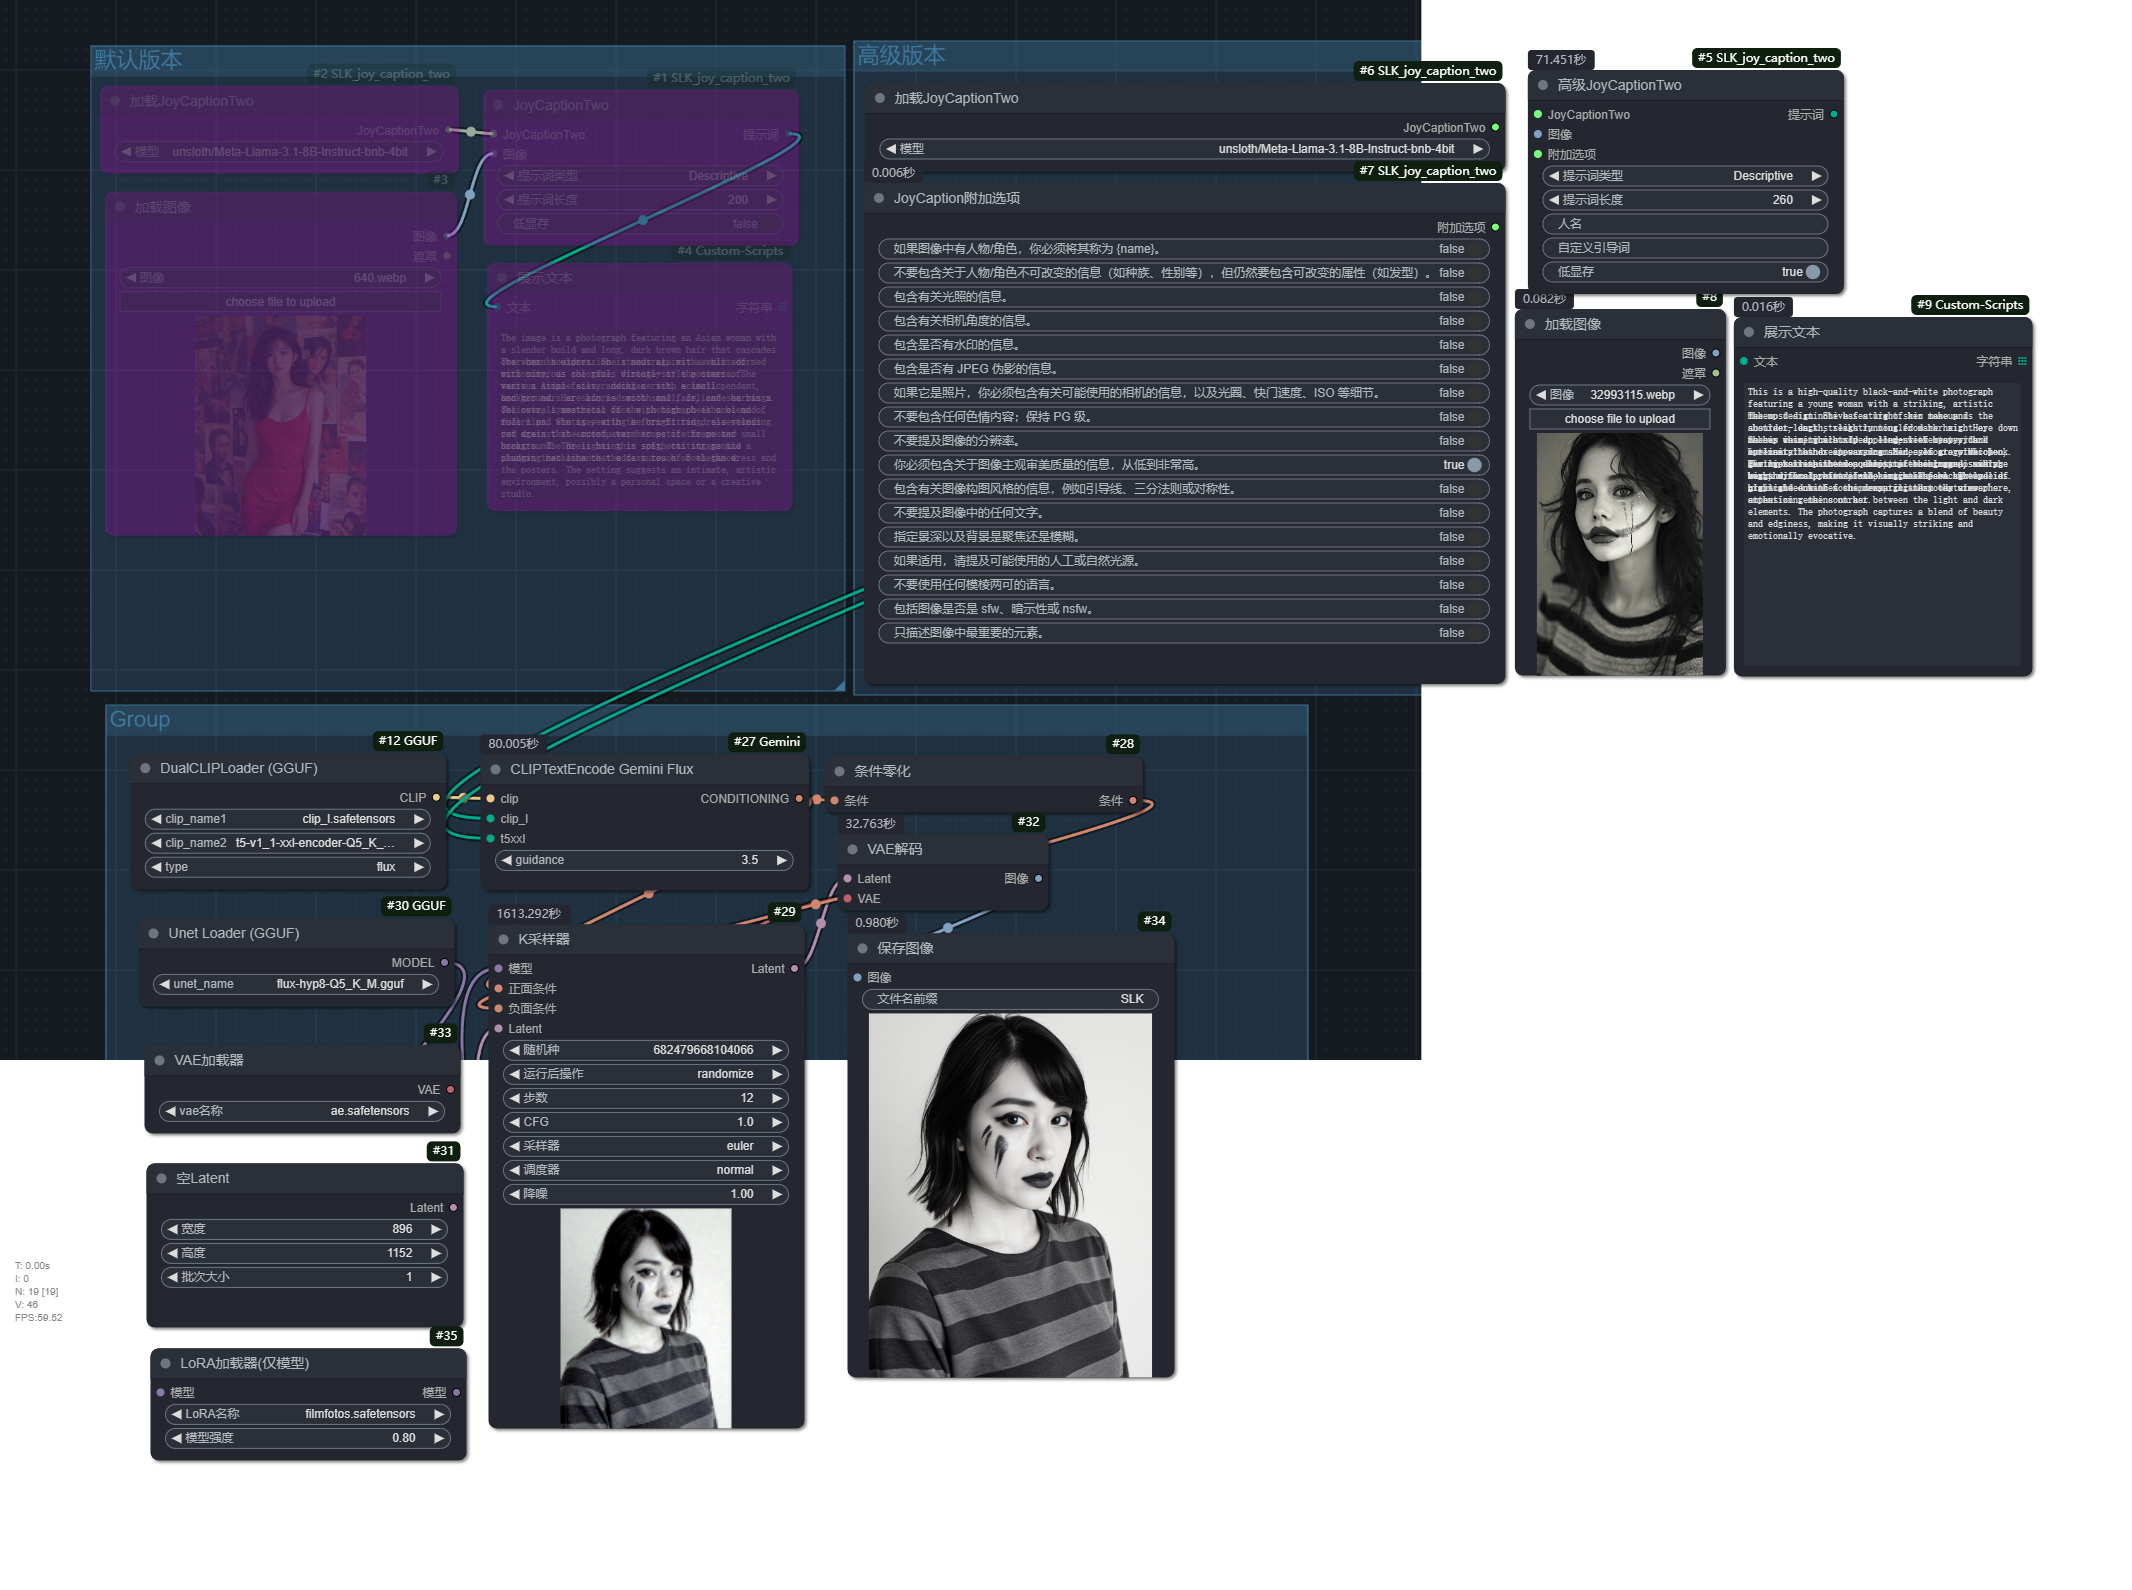 默认版本
#2 SLK_joy_caption_two
加载JoyCaptionTwo
JoyCaptionTwo
模型 unsloth/Meta-Llama-3.1-8B-Instruct-bnb-4bit
#3
加载图像
图像
遮罩
图像 640.webp
choose file to upload
#1 SLK_joy_caption_two
JoyCaptionTwo
JoyCaptionTwo 提示词
图像
提示词类型 Descriptive
提示词长度 200
低显存 false
#4 Custom-Scripts
展示文本
文本 字符串
The image is a photograph featuring an Asian woman with
a slender build and long, dark brown hair that cascades
the posters. The setting suggests an intimate, artistic
environment, possibly a personal space or a creative
studio.
高级版本
#6 SLK_joy_caption_two
加载JoyCaptionTwo
JoyCaptionTwo
模型 unsloth/Meta-Llama-3.1-8B-Instruct-bnb-4bit
0.006秒
#7 SLK_joy_caption_two
JoyCaption附加选项
附加选项
如果图像中有人物/角色，你必须将其称为 {name}。 false
不要包含关于人物/角色不可改变的信息（如种族、性别等），但仍然要包含可改变的属性（如发型）。 false
包含有关光照的信息。 false
包含有关相机角度的信息。 false
包含是否有水印的信息。 false
包含是否有 JPEG 伪影的信息。 false
如果它是照片，你必须包含有关可能使用的相机的信息，以及光圈、快门速度、ISO 等细节。 false
不要包含任何色情内容；保持 PG 级。 false
不要提及图像的分辨率。 false
你必须包含关于图像主观审美质量的信息，从低到非常高。 true
包含有关图像构图风格的信息，例如引导线、三分法则或对称性。 false
不要提及图像中的任何文字。 false
指定景深以及背景是聚焦还是模糊。 false
如果适用，请提及可能使用的人工或自然光源。 false
不要使用任何模棱两可的语言。 false
包括图像是否是 sfw、暗示性或 nsfw。 false
只描述图像中最重要的元素。 false
71.451秒
#5 SLK_joy_caption_two
高级JoyCaptionTwo
JoyCaptionTwo 提示词
图像
附加选项
提示词类型 Descriptive
提示词长度 260
人名
自定义引导词
低显存 true
0.082秒
#8
加载图像
图像
遮罩
图像 32993115.webp
choose file to upload
0.016秒
#9 Custom-Scripts
展示文本
文本 字符串
This is a high-quality black-and-white photograph
featuring a young woman with a striking, artistic
between the light and dark
elements. The photograph captures a blend of beauty
and edginess, making it visually striking and
emotionally evocative.
Group
#12 GGUF
DualCLIPLoader (GGUF)
CLIP
clip_name1 clip_l.safetensors
clip_name2 t5-v1_1-xxl-encoder-Q5_K_...
type flux
80.005秒
#27 Gemini
CLIPTextEncode Gemini Flux
clip CONDITIONING
clip_l
t5xxl
guidance 3.5
#28
条件零化
条件 条件
32.763秒
#32
VAE解码
Latent 图像
VAE
#30 GGUF
Unet Loader (GGUF)
MODEL
unet_name flux-hyp8-Q5_K_M.gguf
#33
VAE加载器
VAE
vae名称 ae.safetensors
#31
空Latent
Latent
宽度 896
高度 1152
批次大小 1
#35
LoRA加载器(仅模型)
模型 模型
LoRA名称 filmfotos.safetensors
模型强度 0.80
1613.292秒
#29
K采样器
模型 Latent
正面条件
负面条件
Latent
随机种 682479668104066
运行后操作 randomize
步数 12
CFG 1.0
采样器 euler
调度器 normal
降噪 1.00
0.980秒
#34
保存图像
图像
文件名前缀 SLK
T: 0.00s
I: 0
N: 19 [19]
V: 46
FPS:59.52